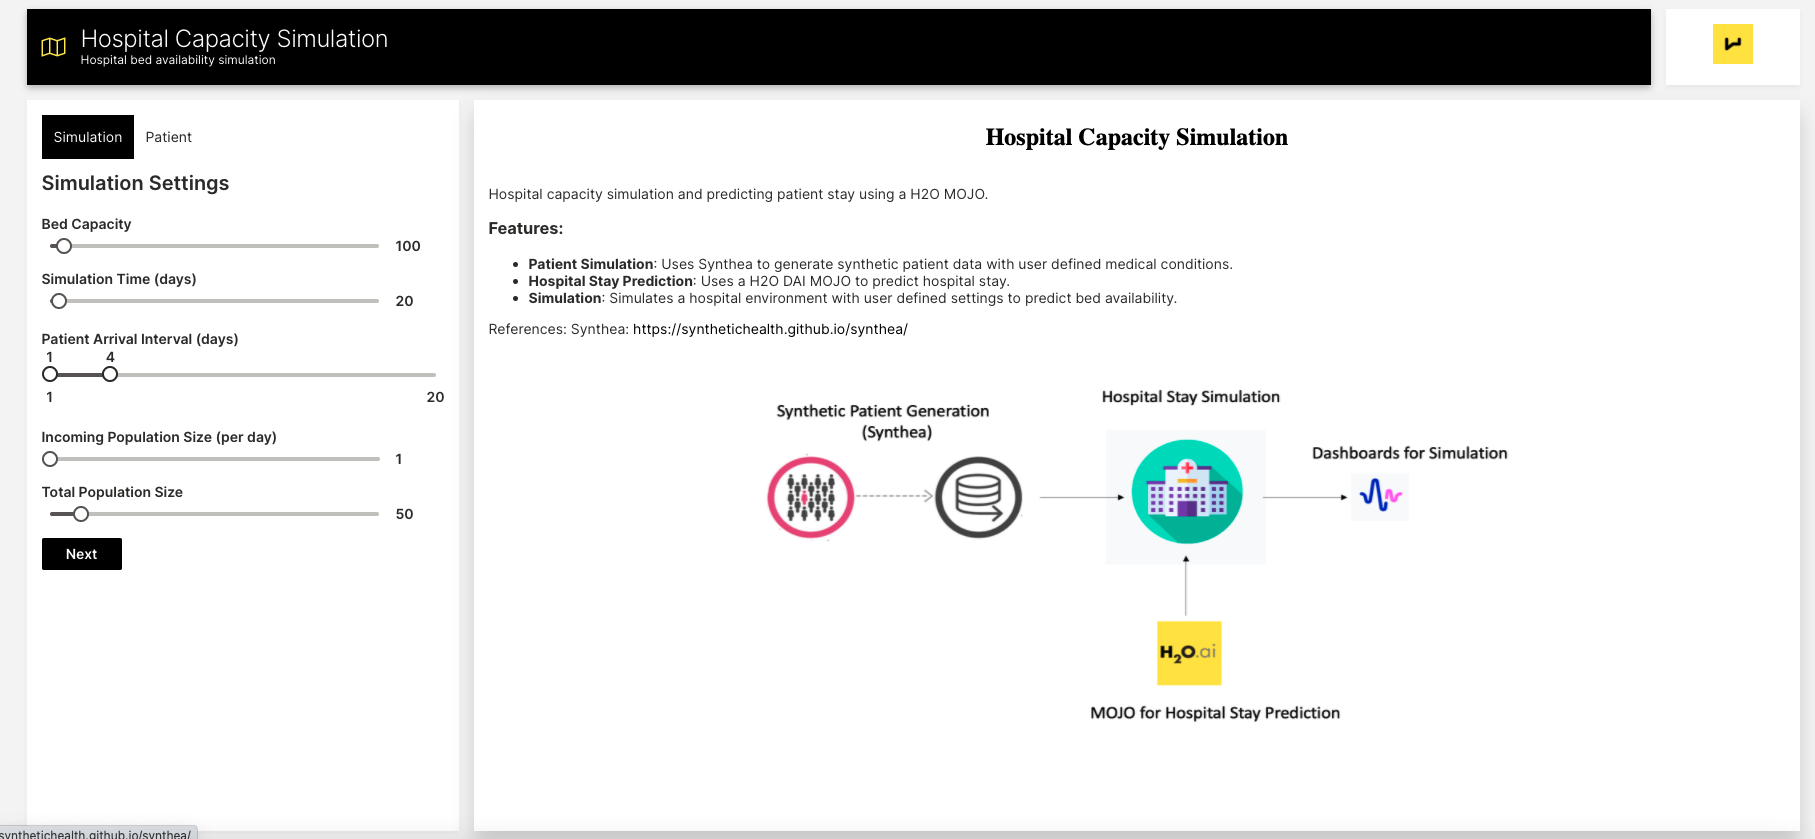 Hospital Capacity Simulation
Hospital bed availability simulation
Simulation
Patient
Simulation Settings
Bed Capacity
100
Simulation Time (days)
20
Patient Arrival Interval (days)
1 4
1 20
Incoming Population Size (per day)
1
Total Population Size
50
Next
Hospital Capacity Simulation
Hospital capacity simulation and predicting patient stay using a H2O MOJO.
Features:
• Patient Simulation: Uses Synthea to generate synthetic patient data with user defined medical conditions.
• Hospital Stay Prediction: Uses a H2O DAI MOJO to predict hospital stay.
• Simulation: Simulates a hospital environment with user defined settings to predict bed availability.
References: Synthea: https://synthetichealth.github.io/synthea/
Synthetic Patient Generation
(Synthea)
Hospital Stay Simulation
Dashboards for Simulation
H2O.ai
MOJO for Hospital Stay Prediction
synthetichealth.github.io/synthea/